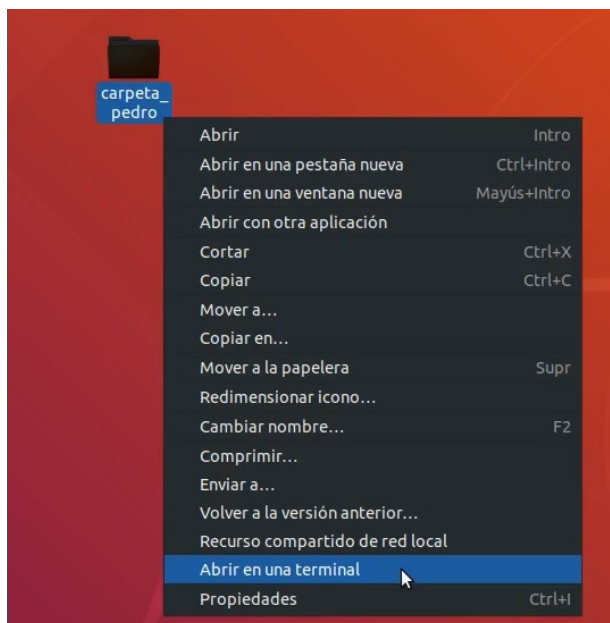 carpeta_
pedro
Abrir Intro
Abrir en una pestaña nueva Ctrl+Intro
Abrir en una ventana nueva Mayús+Intro
Abrir con otra aplicación
Cortar Ctrl+X
Copiar Ctrl+C
Mover a...
Copiar en...
Mover a la papelera Supr
Redimensionar icono...
Cambiar nombre... F2
Comprimir...
Enviar a...
Volver a la versión anterior...
Recurso compartido de red local
Abrir en una terminal
Propiedades Ctrl+I